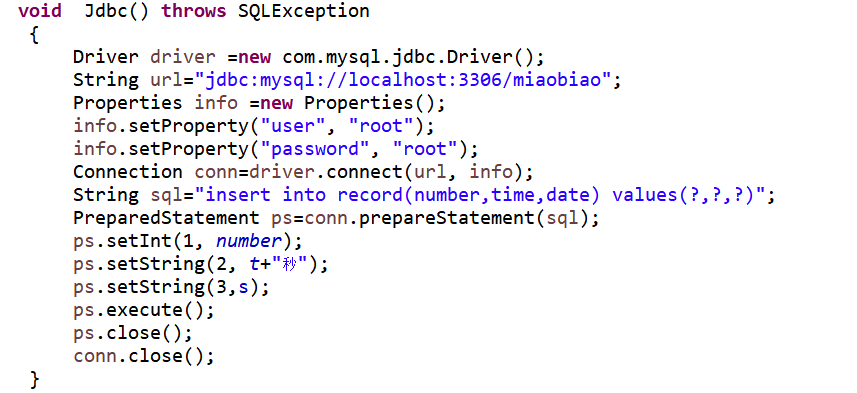 void  Jdbc() throws SQLException
{
Driver driver =new com.mysql.jdbc.Driver();
String url="jdbc:mysql://localhost:3306/miaobiao";
Properties info =new Properties();
info.setProperty("user", "root");
info.setProperty("password", "root");
Connection conn=driver.connect(url, info);
String sql="insert into record(number,time,date) values(?,?,?)";
PreparedStatement ps=conn.prepareStatement(sql);
ps.setInt(1, number);
ps.setString(2, t+"秒");
ps.setString(3,s);
ps.execute();
ps.close();
conn.close();
}